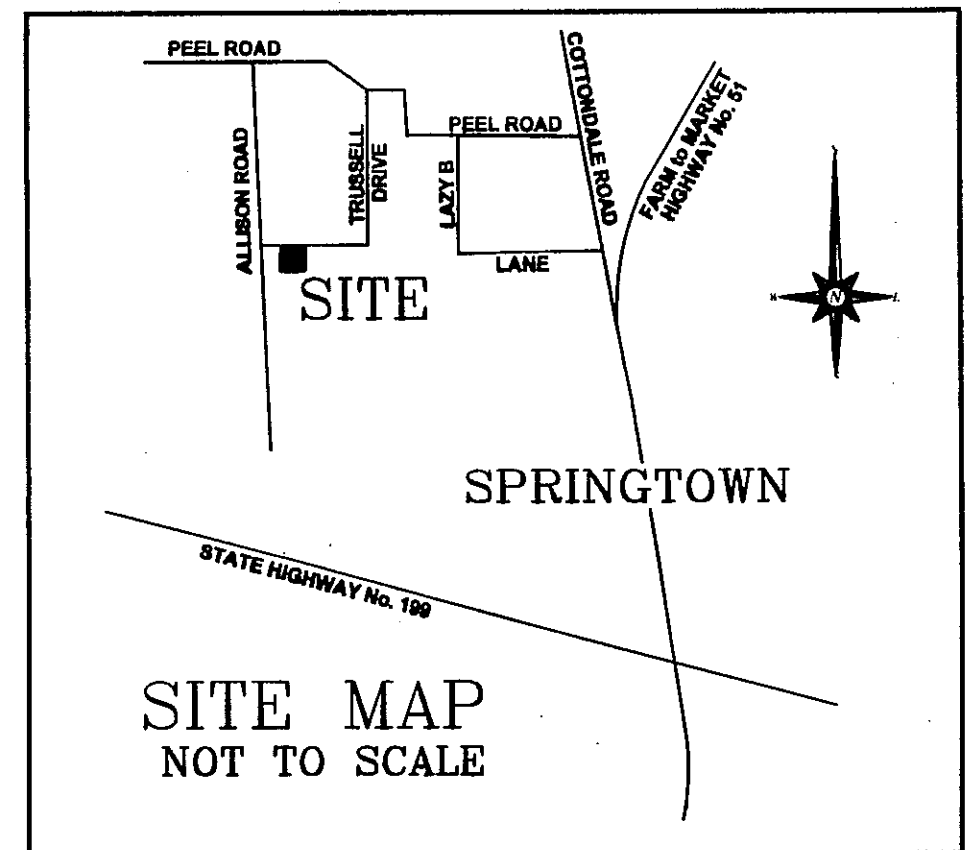 PEEL ROAD
COTTONDALE ROAD
FARM to MARKET
HIGHWAY No. 51
PEEL ROAD
ALLISON ROAD
TRUSSELL
DRIVE
LAZY B
LANE
SITE
N
SPRINGTOWN
STATE HIGHWAY No. 199
SITE MAP
NOT TO SCALE